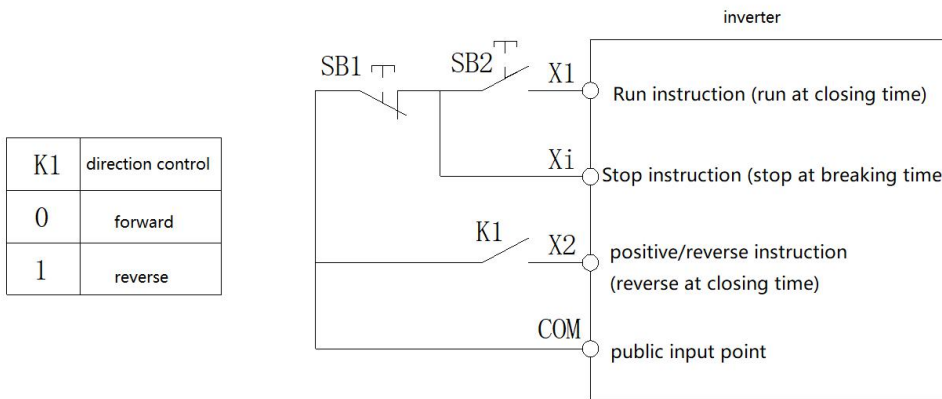 inverter
SB1
SB2
X1
Run instruction (run at closing time)
K1 direction control
0 forward
1 reverse
Xi
Stop instruction (stop at breaking time
K1
X2
positive/reverse instruction
(reverse at closing time)
COM
public input point